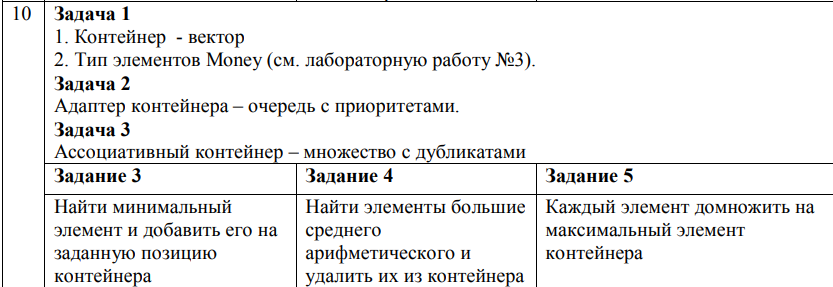 10
Задача 1
1. Контейнер - вектор
2. Тип элементов Money (см. лабораторную работу №3).
Задача 2
Адаптер контейнера – очередь с приоритетами.
Задача 3
Ассоциативный контейнер – множество с дубликатами
Задание 3
Найти минимальный
элемент и добавить его на
заданную позицию
контейнера
Задание 4
Найти элементы большие
среднего
арифметического и
удалить их из контейнера
Задание 5
Каждый элемент домножить на
максимальный элемент
контейнера